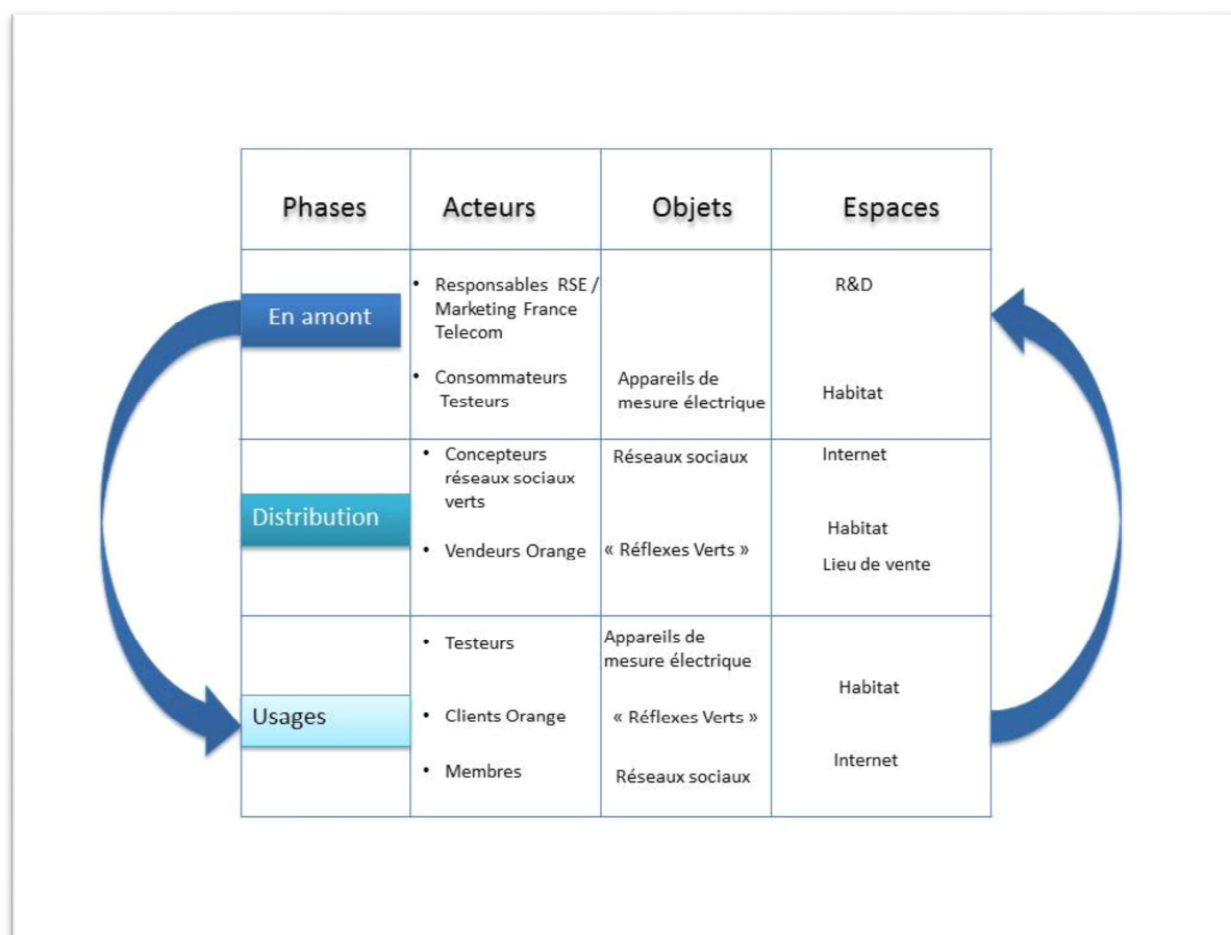 Phases Acteurs Objets Espaces
En amont
• Responsables RSE /
Marketing France
Telecom
R&D
• Consommateurs
Testeurs
Appareils de
mesure électrique
Habitat
Distribution
• Concepteurs
réseaux sociaux
verts
Réseaux sociaux
Internet
• Vendeurs Orange
« Réflexes Verts »
Habitat
Lieu de vente
Usages
• Testeurs
Appareils de
mesure électrique
Habitat
• Clients Orange
« Réflexes Verts »
• Membres
Réseaux sociaux
Internet